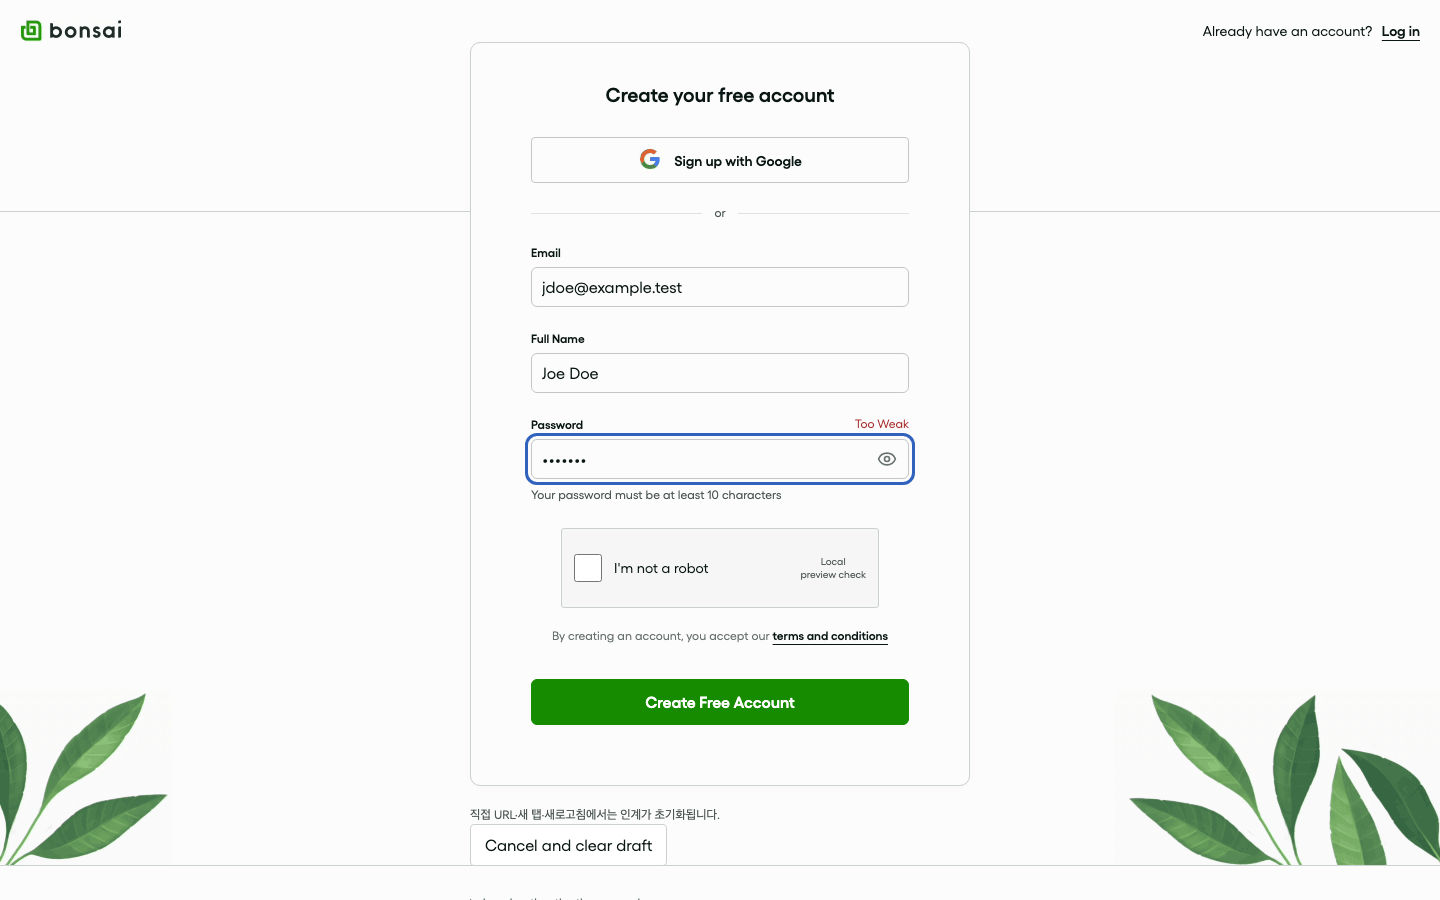 bonsai
Already have an account? Log in
Create your free account
Sign up with Google
or
Email
jdoe@example.test
Full Name
Joe Doe
Password
Too Weak
•••••••
Your password must be at least 10 characters
I'm not a robot
Local
preview check
By creating an account, you accept our terms and conditions
Create Free Account
직접 URL·새 탭·새로고침에서는 인계가 초기화됩니다.
Cancel and clear draft